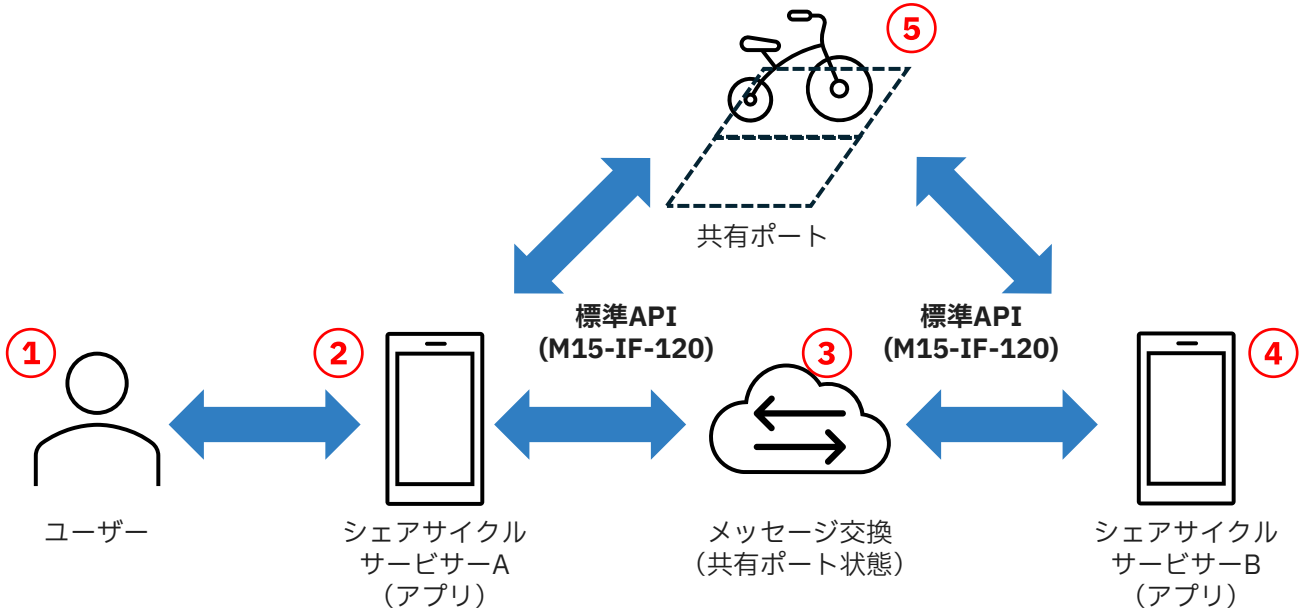 ⑤
共有ポート
標準API
(M15-IF-120)
標準API
(M15-IF-120)
①
②
③
④
ユーザー
シェアサイクル
サービサーA
（アプリ）
メッセージ交換
（共有ポート状態）
シェアサイクル
サービサーB
（アプリ）